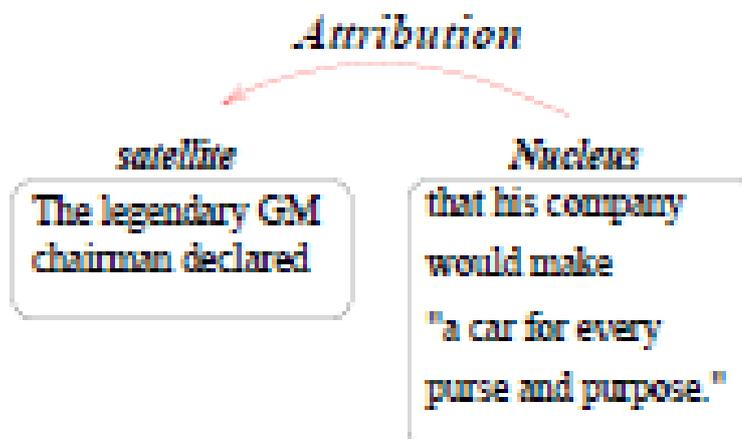 Attribution
satellite
Nucleus
The legendary GM
chairman declared
that his company
would make
"a car for every
purse and purpose."